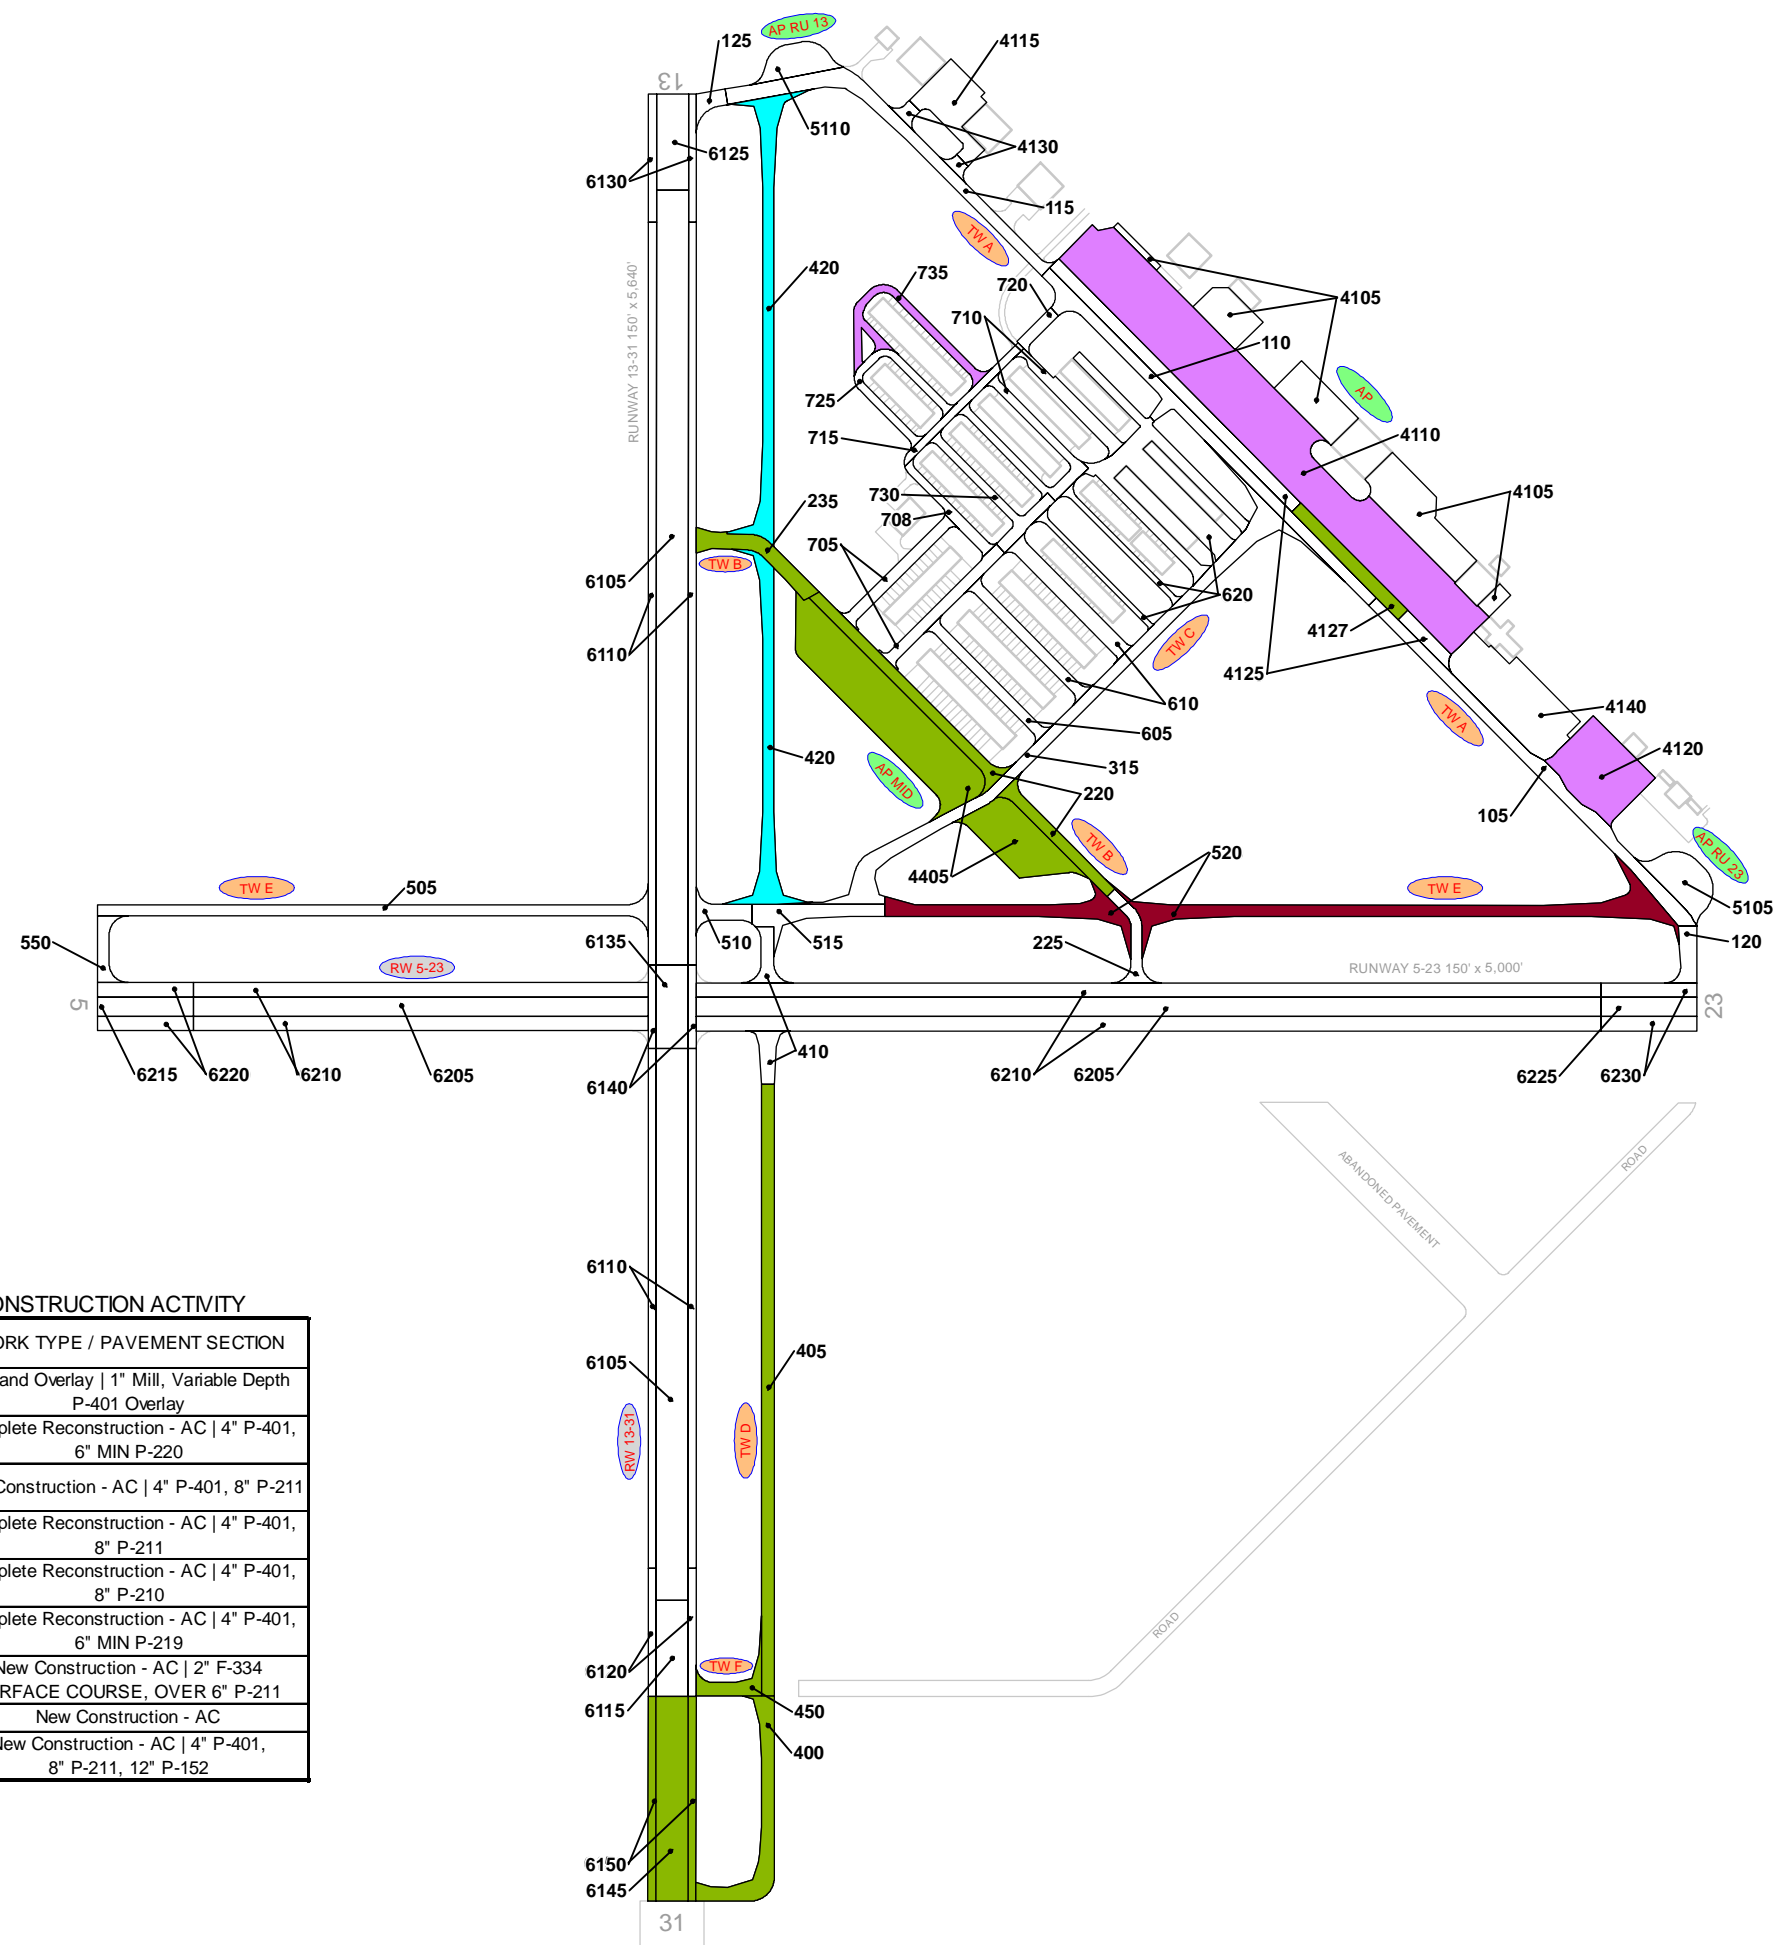 AP RU 13
125
4115
13
5110
4130
6125
6130
115
TW A
420
735
720
4105
710
110
RUNWAY 13-31 150' x 5,640'
AP
725
715
4110
730
235
708
4105
705
TW B
6105
620
4127
TW C
6110
4125
610
4140
TW A
605
4120
420
315
AP MID
220
105
TW B
520
AP RU 23
4405
TW E
505
TW E
5105
550
6135
510
515
225
120
RW 5-23
RUNWAY 5-23 150' x 5,000'
5
23
410
6215
6220
6210
6205
6140
6210
6205
6225
6230
ABANDONED PAVEMENT
ROAD
6110
ONSTRUCTION ACTIVITY
ORK TYPE / PAVEMENT SECTION
and Overlay | 1" Mill, Variable Depth
P-401 Overlay
plete Reconstruction - AC | 4" P-401,
6" MIN P-220
Construction - AC | 4" P-401, 8" P-211
plete Reconstruction - AC | 4" P-401,
8" P-211
plete Reconstruction - AC | 4" P-401,
8" P-210
plete Reconstruction - AC | 4" P-401,
6" MIN P-219
New Construction - AC | 2" F-334
RFACE COURSE, OVER 6" P-211
New Construction - AC
New Construction - AC | 4" P-401,
8" P-211, 12" P-152
6105
405
RW 13-31
TW D
ROAD
6120
TW F
6115
450
400
6150
6145
31